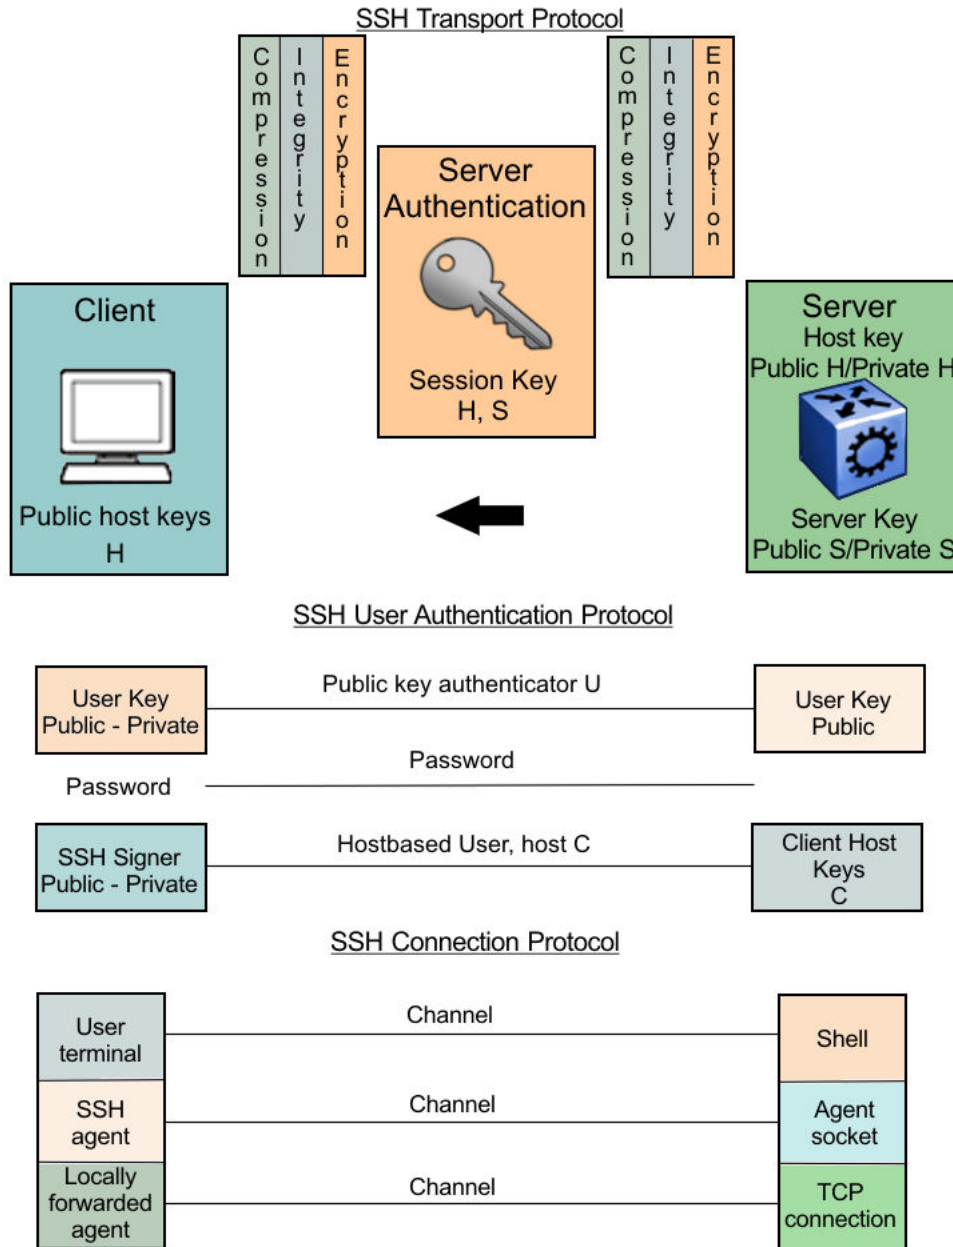 SSH Transport Protocol
Compression
Integrity
Encryption
Compression
Integrity
Encryption
Server
Authentication
Session Key
H, S
Client
Public host keys
H
Server
Host key
Public H/Private H
Server Key
Public S/Private S
SSH User Authentication Protocol
User Key
Public - Private
Public key authenticator U
User Key
Public
Password
Password
SSH Signer
Public - Private
Hostbased User, host C
Client Host
Keys
C
SSH Connection Protocol
User
terminal
Channel
Shell
SSH
agent
Channel
Agent
socket
Locally
forwarded
agent
Channel
TCP
connection